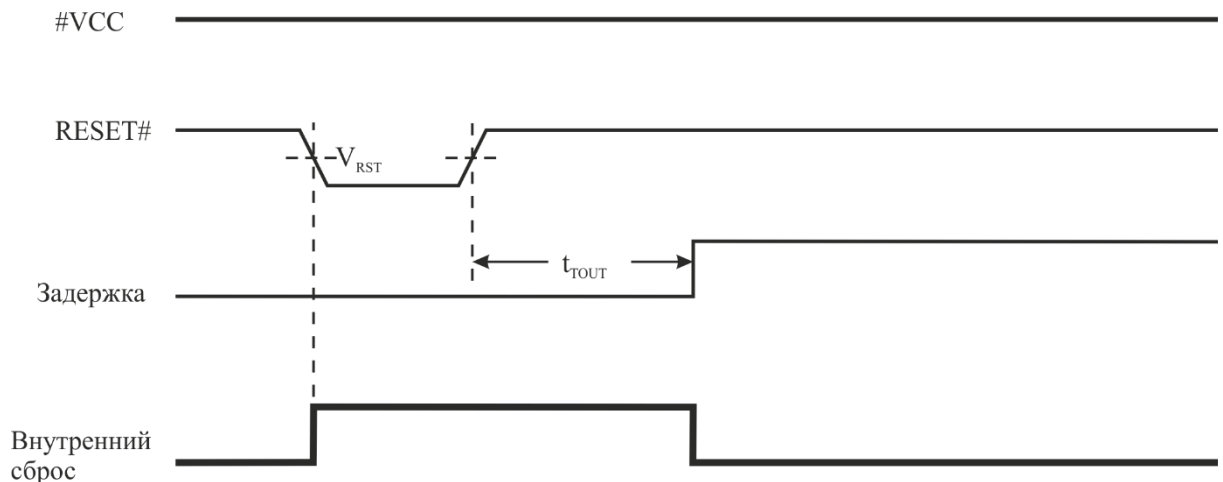 #VCC
RESET#
V_RST
t_TOUT
Задержка
Внутренний
сброс